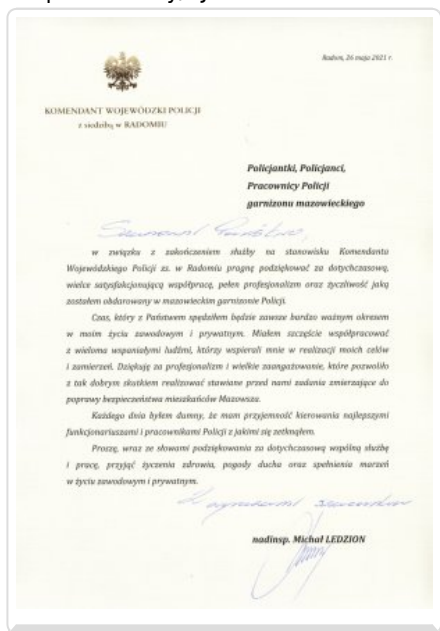 Radom, 26 maja 2021 r.
KOMENDANT WOJEWÓDZKI POLICJI
z siedzibą w RADOMIU
Policjantki, Policjanci,
Pracownicy Policji
garnizonu mazowieckiego
Szanowni Państwo,
w związku z zakończeniem służby na stanowisku Komendanta
Wojewódzkiego Policji zs. w Radomiu pragnę podziękować za dotychczasową,
wielce satysfakcjonującą współpracę, pełen profesjonalizm oraz życzliwość jaką
zostałem obdarowany w mazowieckim garnizonie Policji.
Czas, który z Państwem spędziłem będzie zawsze bardzo ważnym okresem
w moim życiu zawodowym i prywatnym. Miałem szczęście współpracować
z wieloma wspaniałymi ludźmi, którzy wspierali mnie w realizacji moich celów
i zamierzeń. Dziękuję za profesjonalizm i wielkie zaangażowanie, które pozwoliło
z tak dobrym skutkiem realizować stawiane przed nami zadania zmierzające do
poprawy bezpieczeństwa mieszkańców Mazowsza.
Każdego dnia byłem dumny, że mam przyjemność kierowania najlepszymi
funkcjonariuszami i pracownikami Policji z jakimi się zetknąłem.
Proszę, wraz ze słowami podziękowania za dotychczasową wspólną służbę
i pracę, przyjąć życzenia zdrowia, pogody ducha oraz spełnienia marzeń
w życiu zawodowym i prywatnym.
Z wyrazami szacunku
nadinsp. Michał LEDZION